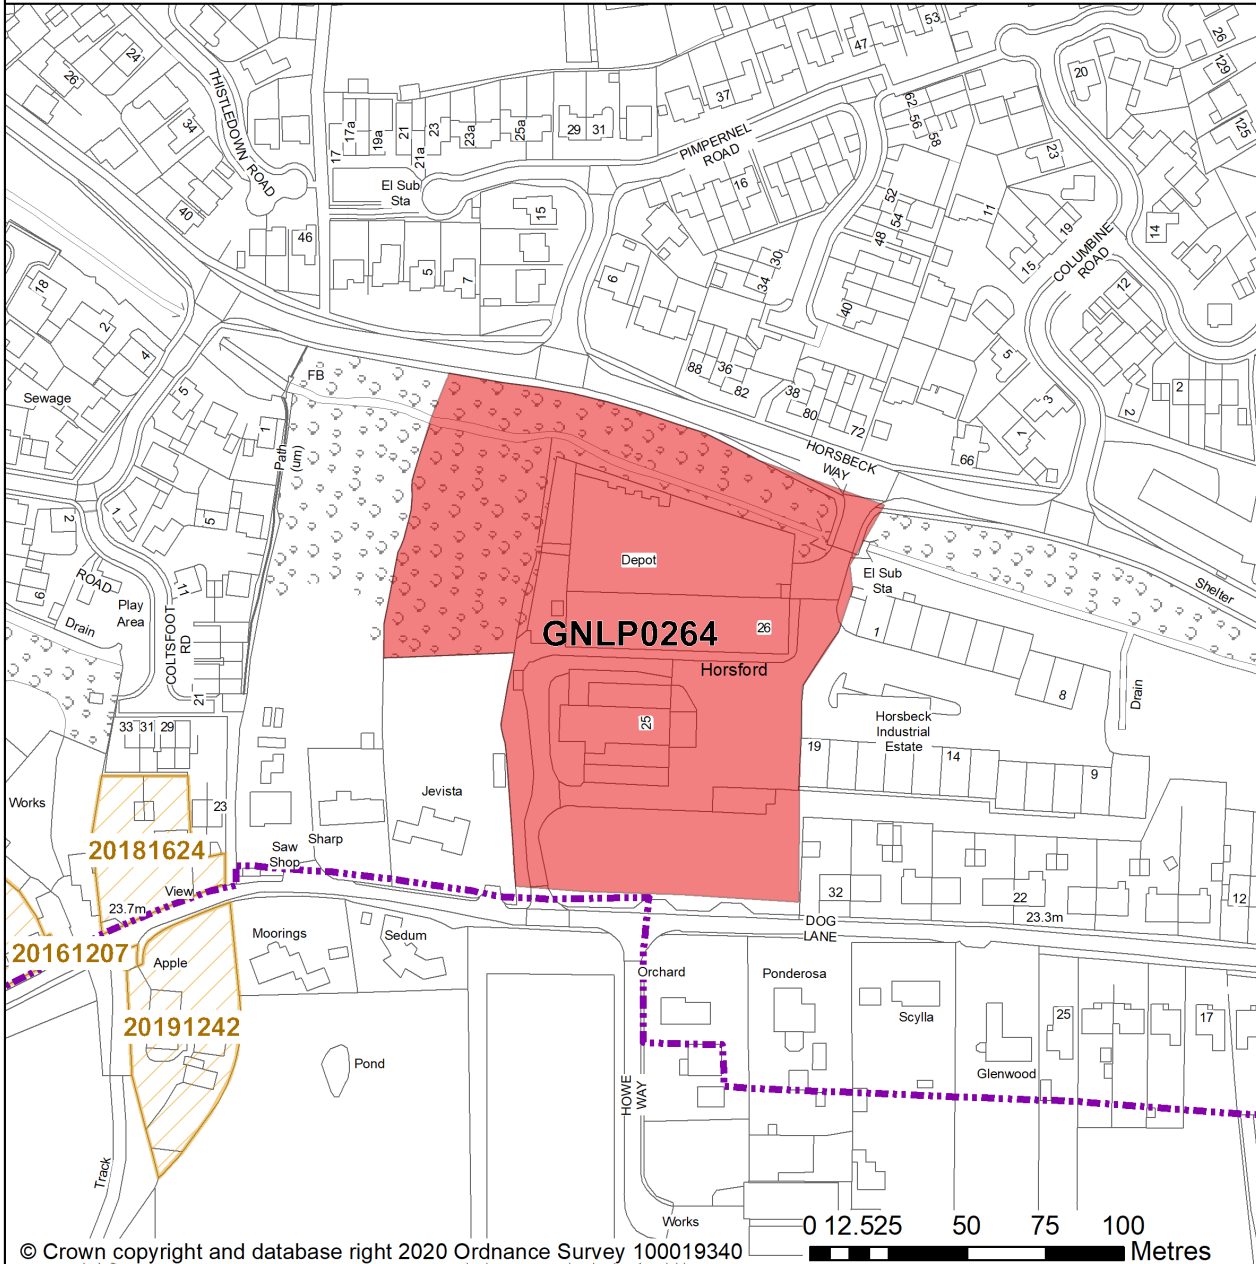 53
47
26
24
26
129
20
37
THISTLEDOWN ROAD
34
17a
19a
21
23
23a
25a
29
31
62
56
58
125
17
21a
PIMPERNEL
ROAD
23
El Sub
Sta
16
40
15
52
54
11
48
19
14
46
COLUMBINE
ROAD
15
5
7
6
30
34
18
12
40
2
4
5
88
36
82
38
80
72
5
FB
Sewage
5
2
3
2
1
Path
(um)
1
HORSBECK
WAY
66
2
1
5
Depot
El Sub
Sta
Shelter
ROAD
11
6
Play
Area
Drain
COLTSFOOT
RD
GNLP0264
26
1
Horsford
8
Drain
21
25
Horsbeck
Industrial
Estate
33
31
29
19
14
9
Works
23
Jevista
Sharp
Saw
Shop
20181624
View
23.7m
32
22
12
23.3m
DOG
LANE
Moorings
Sedum
20161207
Apple
Orchard
Ponderosa
Scylla
25
17
20191242
Pond
Glenwood
HOWE
WAY
Track
Works
0 12.525 50 75 100
Metres
© Crown copyright and database right 2020 Ordnance Survey 100019340